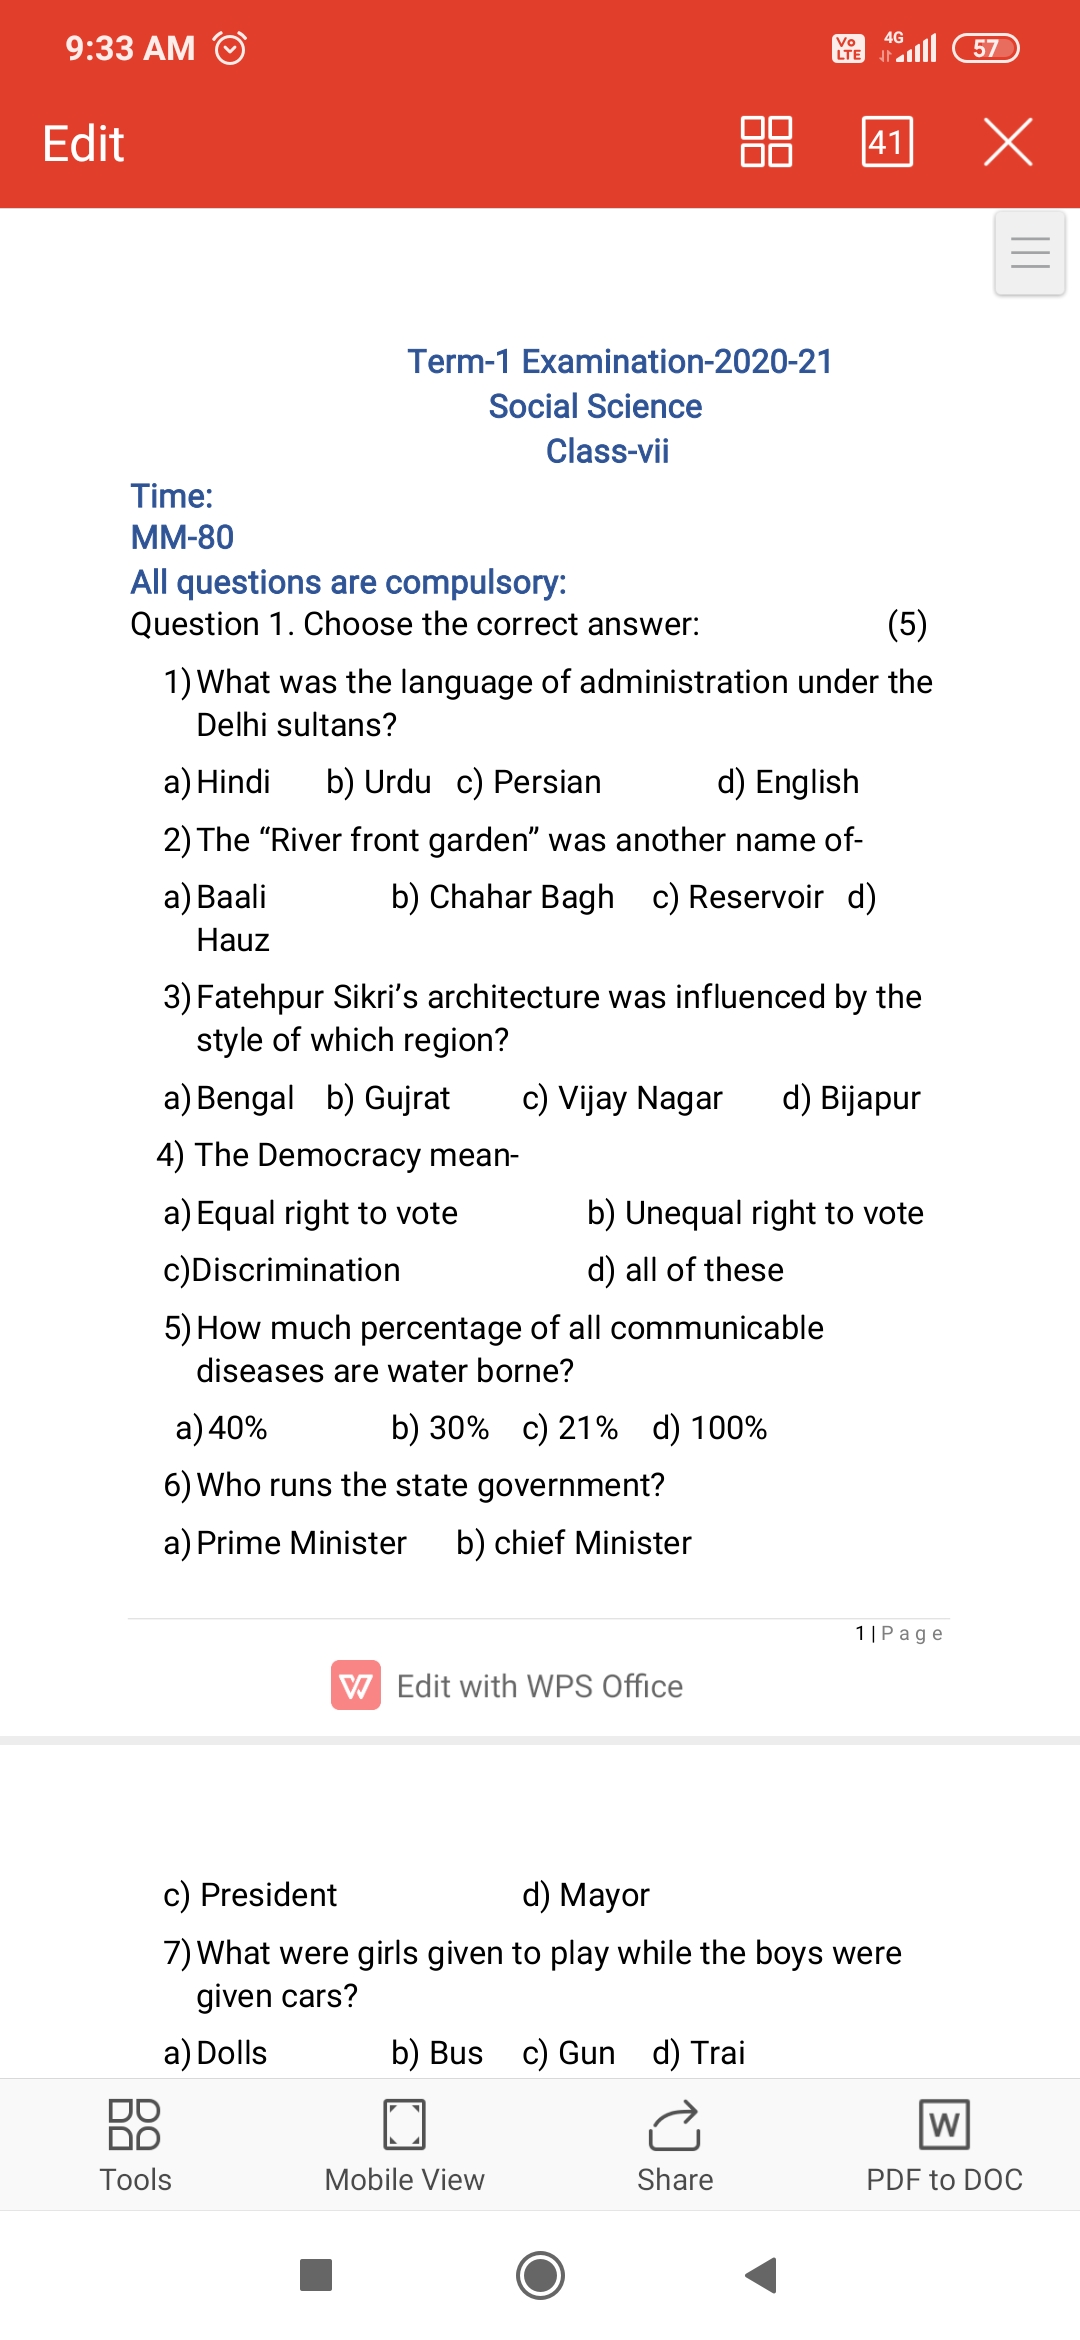 9:33 AM
Vo LTE 4G 57
Edit
41
Term-1 Examination-2020-21
Social Science
Class-vii
Time:
MM-80
All questions are compulsory:
Question 1. Choose the correct answer: (5)
1) What was the language of administration under the
Delhi sultans?
a) Hindi b) Urdu c) Persian d) English
2) The “River front garden” was another name of-
a) Baali b) Chahar Bagh c) Reservoir d)
Hauz
3) Fatehpur Sikri’s architecture was influenced by the
style of which region?
a) Bengal b) Gujrat c) Vijay Nagar d) Bijapur
4) The Democracy mean-
a) Equal right to vote b) Unequal right to vote
c)Discrimination d) all of these
5) How much percentage of all communicable
diseases are water borne?
a) 40% b) 30% c) 21% d) 100%
6) Who runs the state government?
a) Prime Minister b) chief Minister
1 | P a g e
W Edit with WPS Office
c) President d) Mayor
7) What were girls given to play while the boys were
given cars?
a) Dolls b) Bus c) Gun d) Trai
Tools
Mobile View
Share
W
PDF to DOC